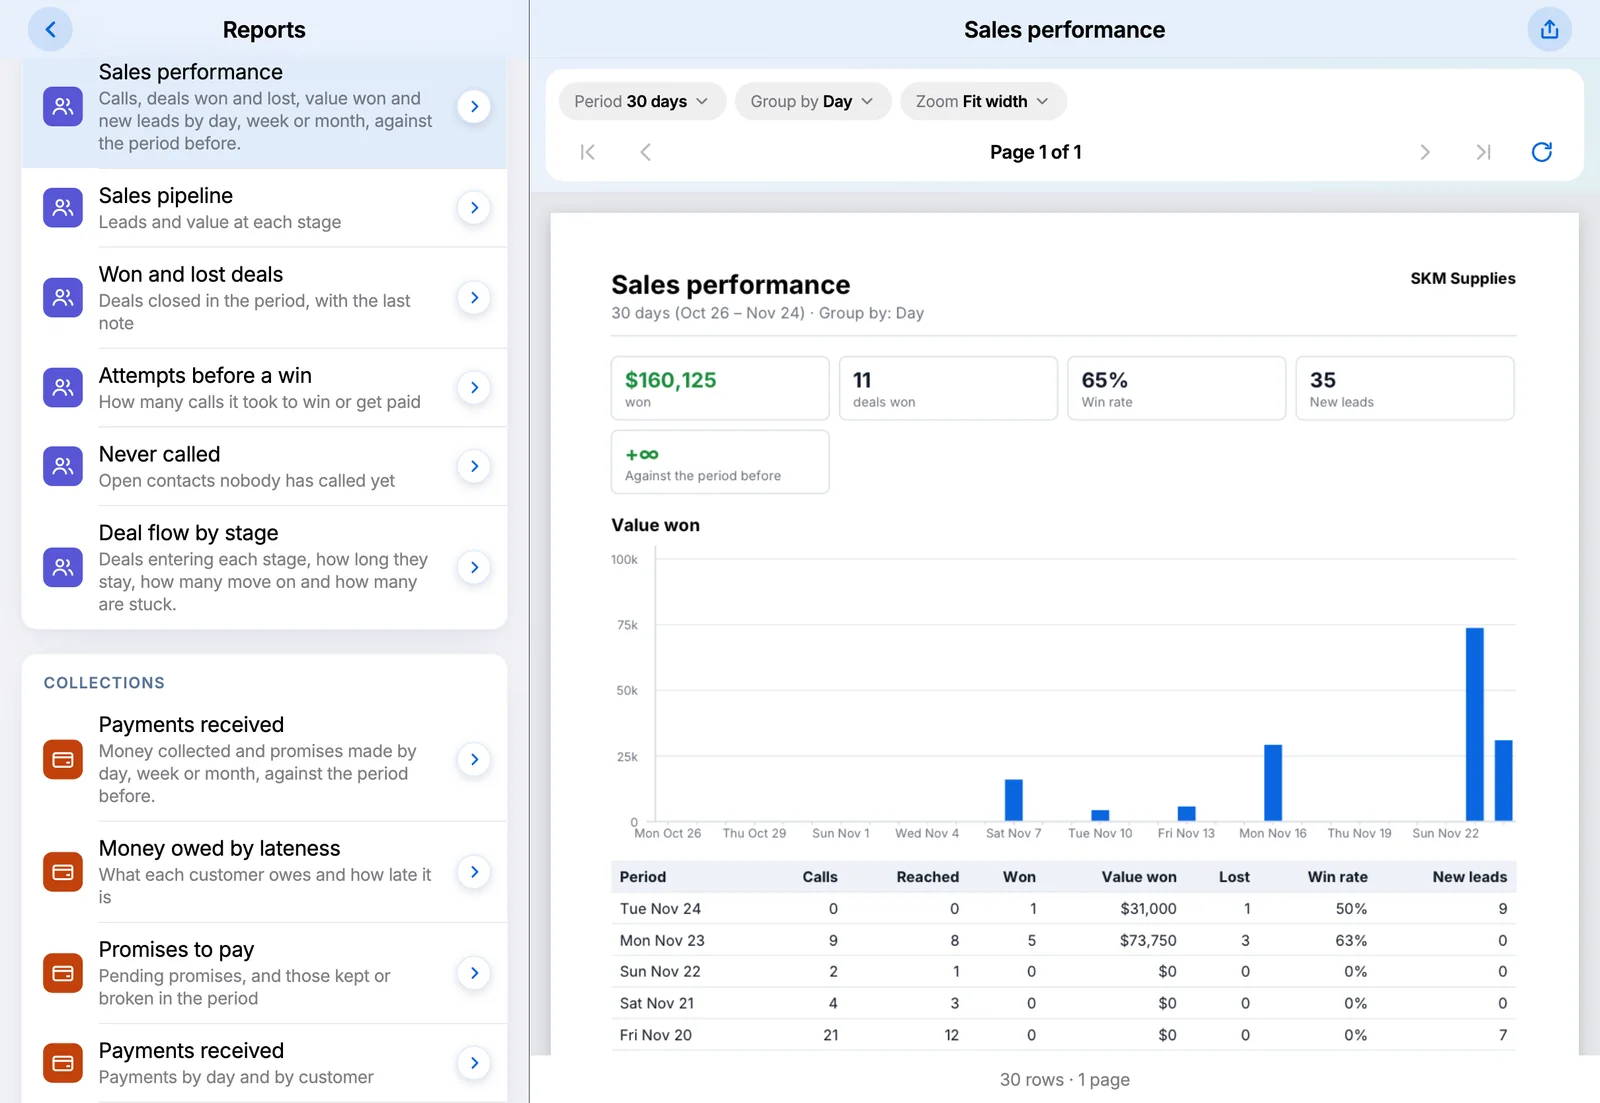 Reports
Sales performance
Calls, deals won and lost, value won and
new leads by day, week or month, against
the period before.
Sales pipeline
Leads and value at each stage
Won and lost deals
Deals closed in the period, with the last
note
Attempts before a win
How many calls it took to win or get paid
Never called
Open contacts nobody has called yet
Deal flow by stage
Deals entering each stage, how long they
stay, how many move on and how many
are stuck.
COLLECTIONS
Payments received
Money collected and promises made by
day, week or month, against the period
before.
Money owed by lateness
What each customer owes and how late it
is
Promises to pay
Pending promises, and those kept or
broken in the period
Payments received
Payments by day and by customer
Sales performance
Period 30 days Group by Day Zoom Fit width
Page 1 of 1
Sales performance SKM Supplies
30 days (Oct 26 – Nov 24) · Group by: Day
$160,125 11 65% 35
won deals won Win rate New leads
+∞
Against the period before
Value won
100k
75k
50k
25k
0
Mon Oct 26 Thu Oct 29 Sun Nov 1 Wed Nov 4 Sat Nov 7 Tue Nov 10 Fri Nov 13 Mon Nov 16 Thu Nov 19 Sun Nov 22
Period Calls Reached Won Value won Lost Win rate New leads
Tue Nov 24 0 0 1 $31,000 1 50% 9
Mon Nov 23 9 8 5 $73,750 3 63% 0
Sun Nov 22 2 1 0 $0 0 0% 0
Sat Nov 21 4 3 0 $0 0 0% 0
Fri Nov 20 21 12 0 $0 0 0% 7
30 rows · 1 page